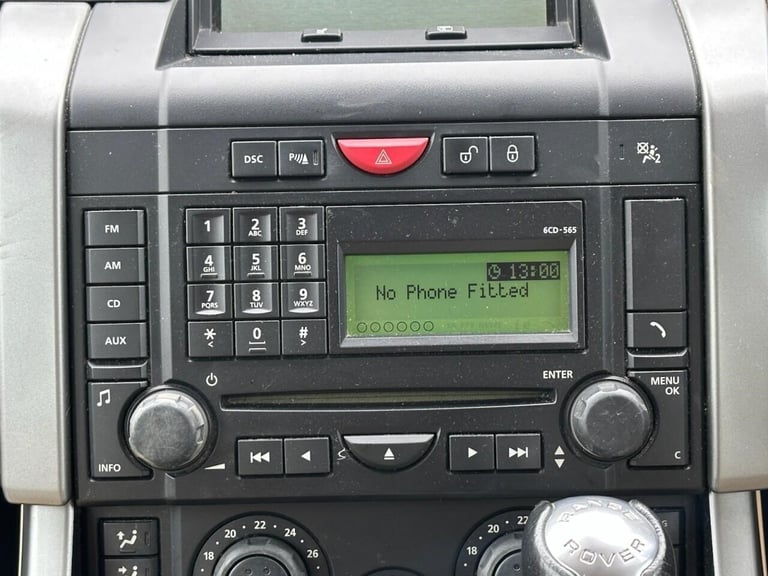 DSC
P
2
FM
AM
CD
AUX
1
2 ABC
3 DEF
4 GHI
5 JKL
6 MNO
7 PQRS
8 TUV
9 WXYZ
* <
0
# >
6CD-565
13:00
No Phone Fitted
ENTER
MENU
OK
INFO
C
18 20 22 24 26
18 20 22
RANGE
ROVER